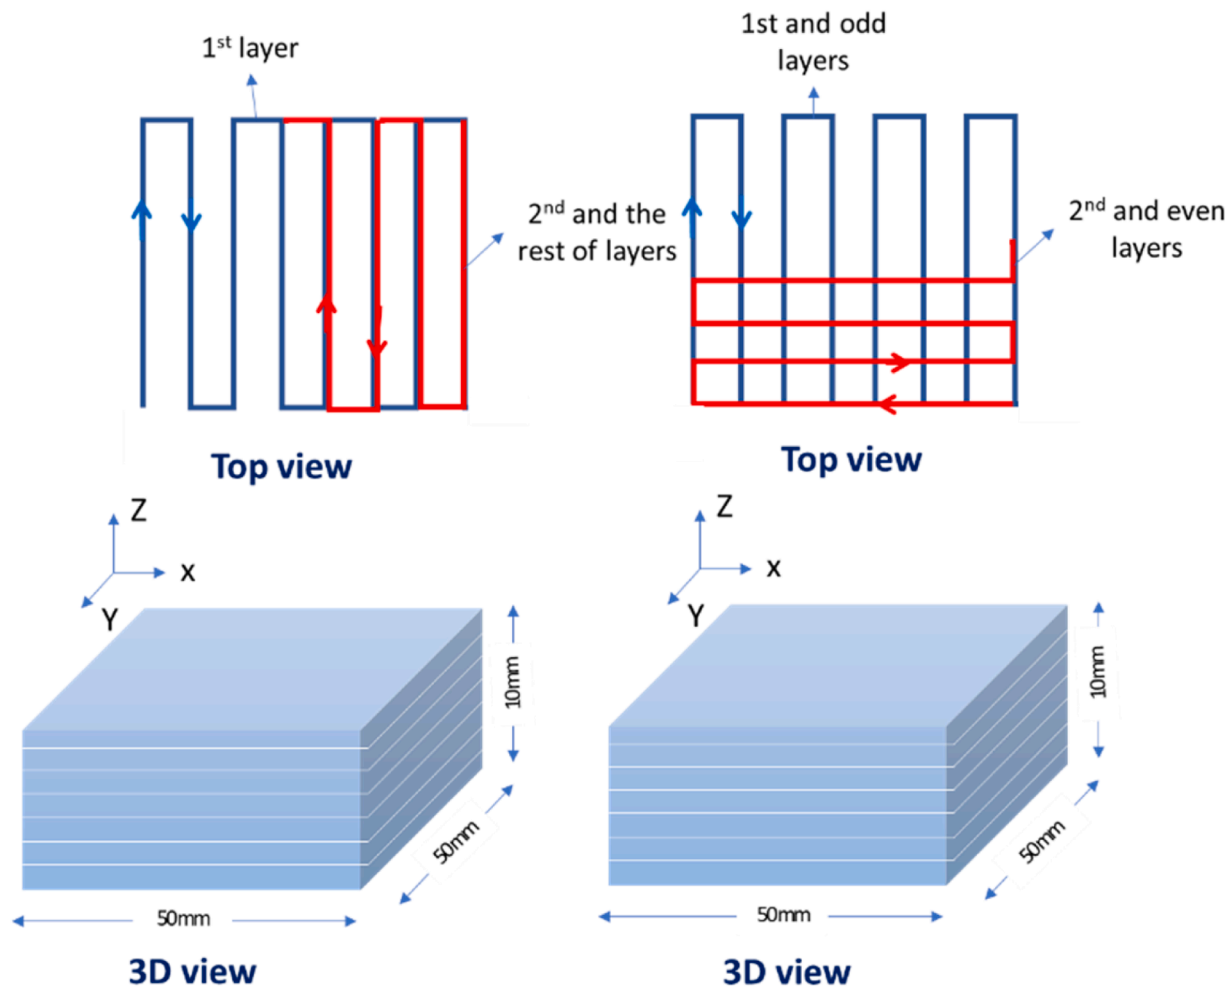 1st layer
2nd and the
rest of layers
Top view
1st and odd
layers
2nd and even
layers
Top view
Z
X
Y
10mm
50mm
50mm
3D view
Z
X
Y
10mm
50mm
50mm
3D view